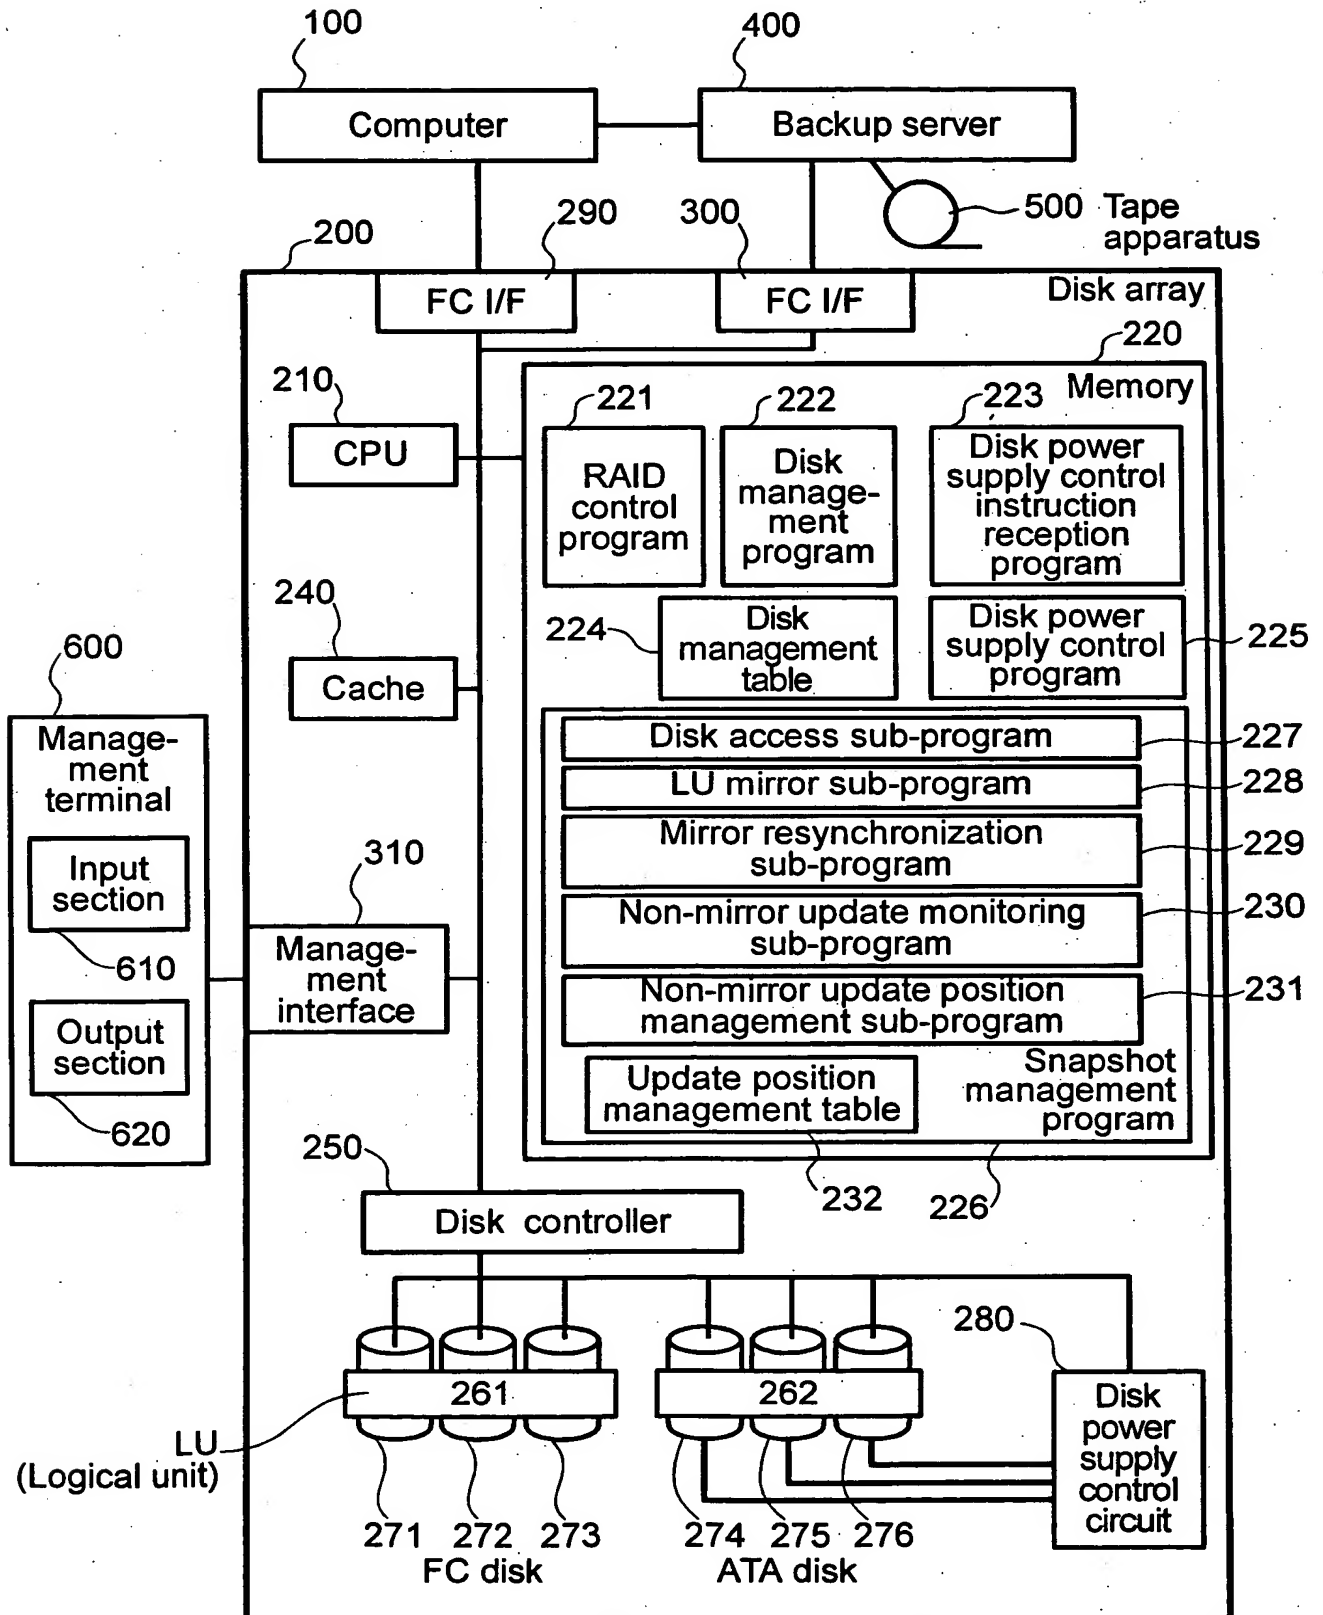 100
400
Computer
Backup server
290
300
500
Tape
apparatus
200
FC I/F
FC I/F
Disk array
220
Memory
210
221
222
223
CPU
RAID
control
program
Disk
manage-
ment
program
Disk power
supply control
instruction
reception
program
240
224
Disk
management
table
Disk power
supply control
program
225
600
Cache
Manage-
ment
terminal
Disk access sub-program
227
LU mirror sub-program
228
Mirror resynchronization
sub-program
229
Input
section
310
610
Non-mirror update monitoring
sub-program
230
Manage-
ment
interface
Non-mirror update position
management sub-program
231
Output
section
620
Update position
management table
Snapshot
management
program
250
232
226
Disk controller
280
261
262
Disk
power
supply
control
circuit
LU
(Logical unit)
271
272
273
274
275
276
FC disk
ATA disk